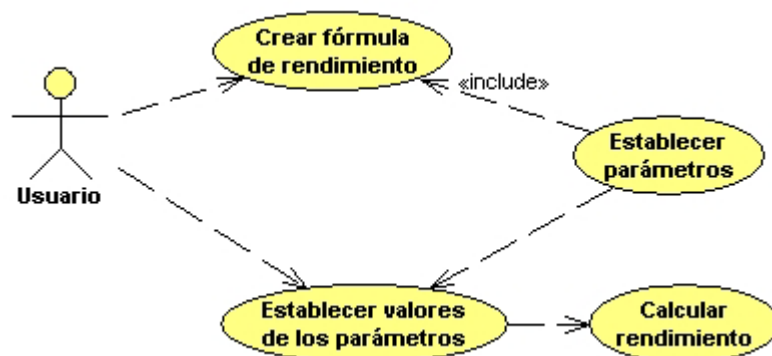 Crear fórmula
de rendimiento
«include»
Establecer
parámetros
Usuario
Establecer valores
de los parámetros
Calcular
rendimiento